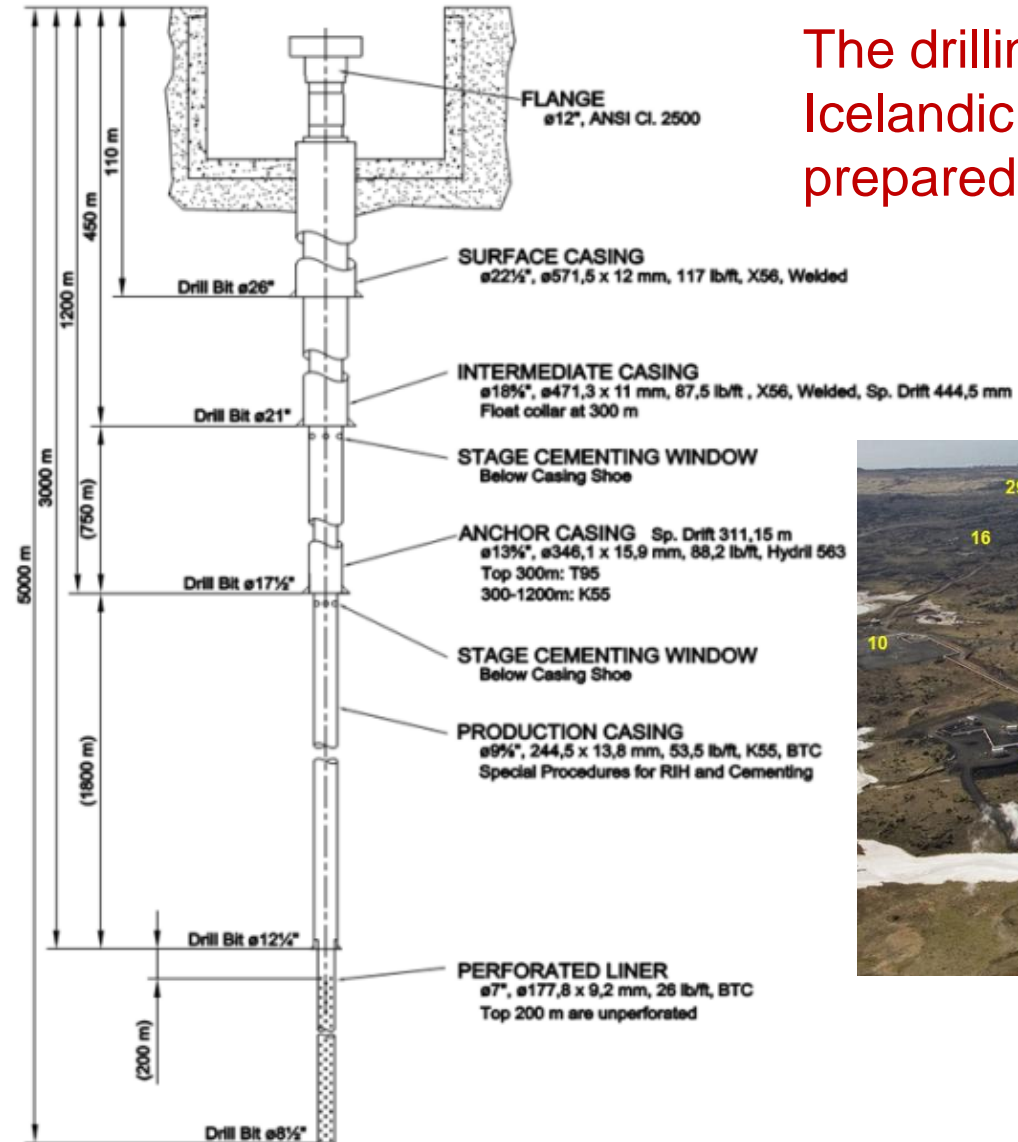 The drillin
Icelandic
prepared
FLANGE
ø12", ANSI Cl. 2500
SURFACE CASING
ø22½", ø571,5 x 12 mm, 117 lb/ft, X56, Welded
Drill Bit ø26"
INTERMEDIATE CASING
ø18⅝", ø471,3 x 11 mm, 87,5 lb/ft , X56, Welded, Sp. Drift 444,5 mm
Float collar at 300 m
Drill Bit ø21"
STAGE CEMENTING WINDOW
Below Casing Shoe
ANCHOR CASING Sp. Drift 311,15 m
ø13⅝", ø346,1 x 15,9 mm, 88,2 lb/ft, Hydril 563
Top 300m: T95
300-1200m: K55
Drill Bit ø17½"
STAGE CEMENTING WINDOW
Below Casing Shoe
PRODUCTION CASING
ø9⅝", 244,5 x 13,8 mm, 53,5 lb/ft, K55, BTC
Special Procedures for RIH and Cementing
Drill Bit ø12¼"
PERFORATED LINER
ø7", ø177,8 x 9,2 mm, 26 lb/ft, BTC
Top 200 m are unperforated
Drill Bit ø8½"
110 m
450 m
1200 m
3000 m
5000 m
(750 m)
(1800 m)
(200 m)
16
10